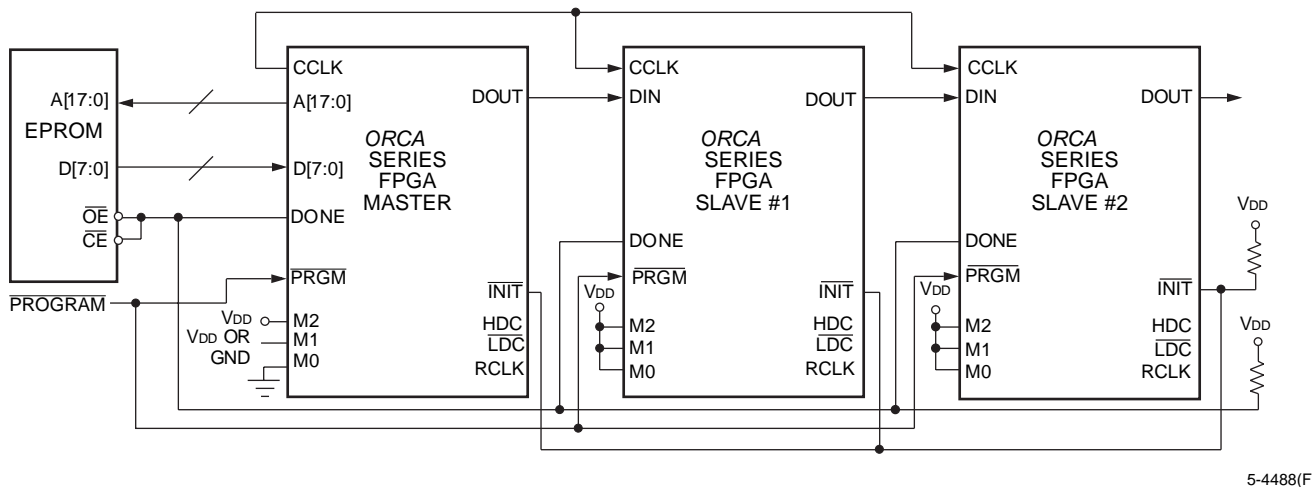 EPROM
A[17:0]
D[7:0]
OE
CE
PROGRAM
CCLK
A[17:0]
DOUT
ORCA
SERIES
FPGA
MASTER
D[7:0]
DONE
PRGM
INIT
VDD
M2
HDC
VDD OR
M1
LDC
GND
M0
RCLK
CCLK
DIN
DOUT
ORCA
SERIES
FPGA
SLAVE #1
DONE
PRGM
VDD
INIT
M2
HDC
M1
LDC
M0
RCLK
CCLK
DIN
DOUT
ORCA
SERIES
FPGA
SLAVE #2
DONE
PRGM
VDD
INIT
M2
HDC
M1
LDC
M0
RCLK
VDD
VDD
5-4488(F